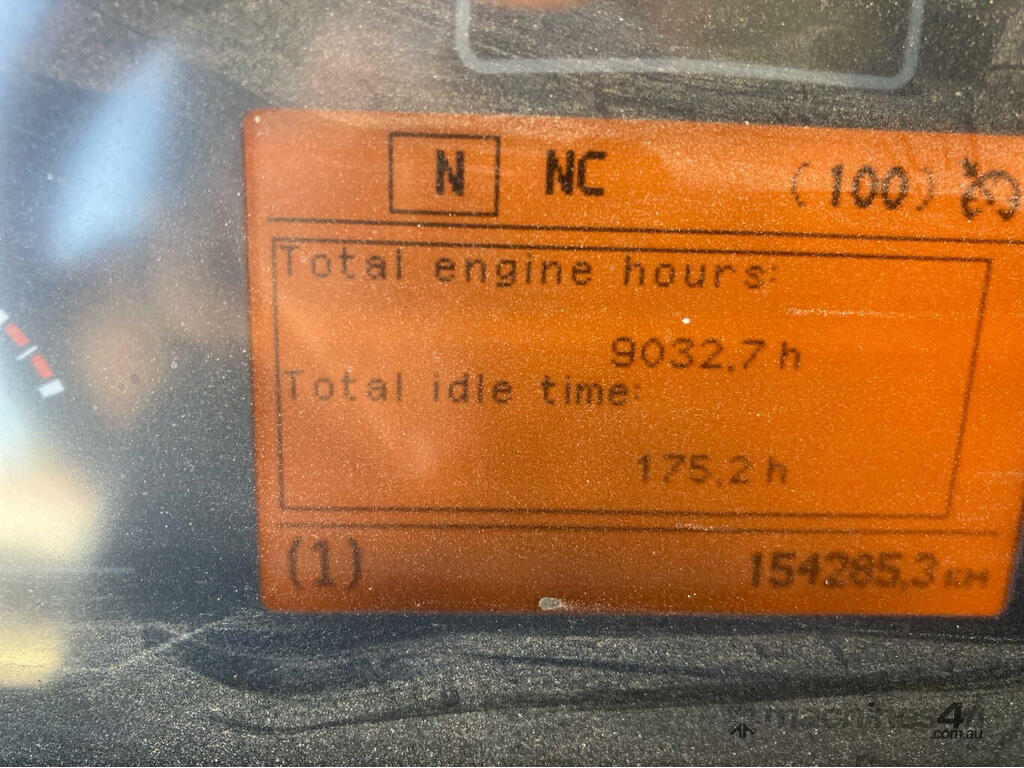 N NC (100)
Total engine hours:
9032.7 h
Total idle time:
175.2 h
(1) 154285.3 KM
machines4u
.com.au